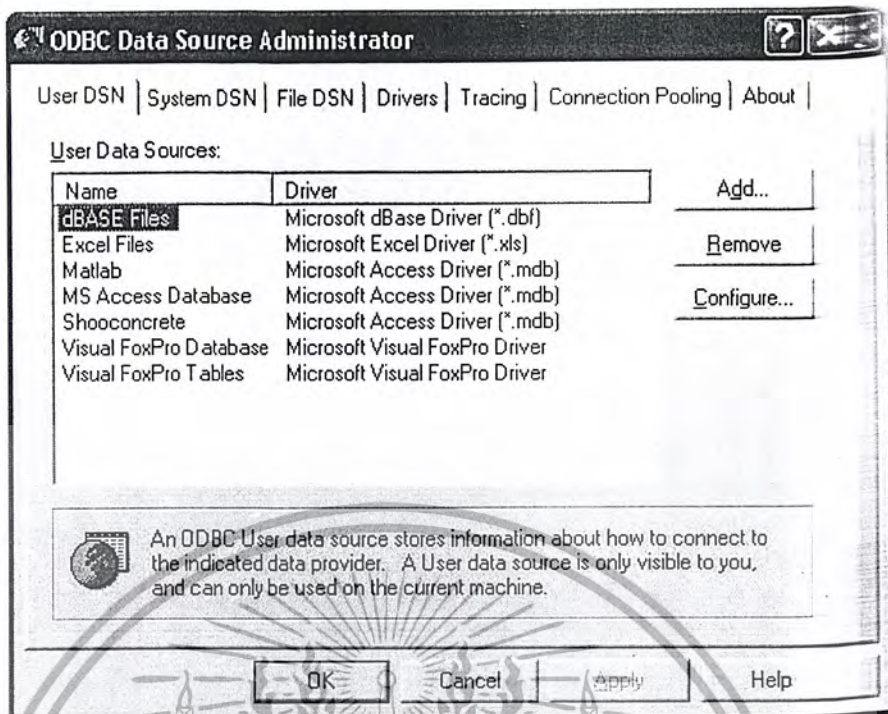 ODBC Data Source Administrator
User DSN System DSN File DSN Drivers Tracing Connection Pooling About
User Data Sources:
Name Driver Add...
dBASE Files Microsoft dBase Driver (*.dbf)
Excel Files Microsoft Excel Driver (*.xls) Remove
Matlab Microsoft Access Driver (*.mdb)
MS Access Database Microsoft Access Driver (*.mdb) Configure...
Shooconcrete Microsoft Access Driver (*.mdb)
Visual FoxPro Database Microsoft Visual FoxPro Driver
Visual FoxPro Tables Microsoft Visual FoxPro Driver
An ODBC User data source stores information about how to connect to
the indicated data provider. A User data source is only visible to you,
and can only be used on the current machine.
OK Cancel Apply Help